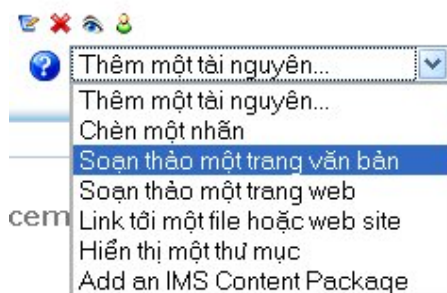 Thêm một tài nguyên...
Thêm một tài nguyên...
Chèn một nhãn
Soạn thảo một trang văn bản
Soạn thảo một trang web
cem
Link tới một file hoặc web site
Hiển thị một thư mục
Add an IMS Content Package